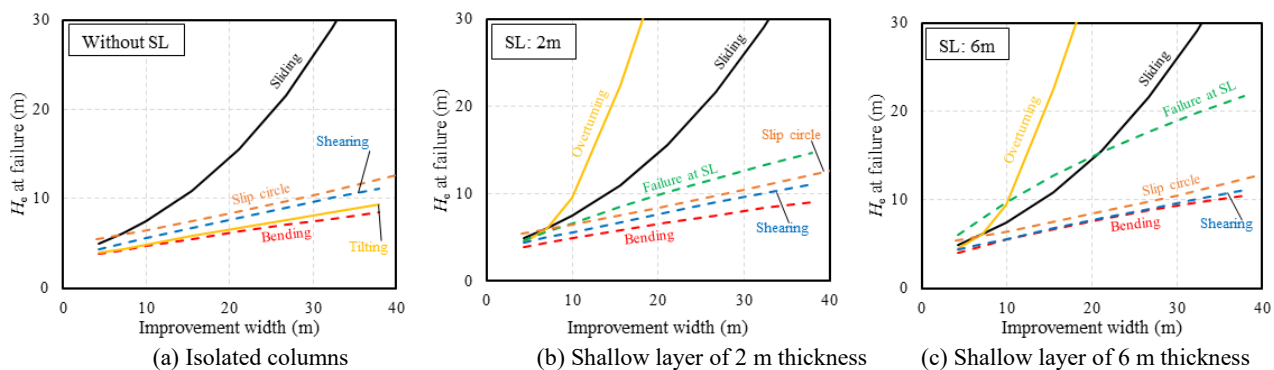 Without SL
Sliding
Shearing
Slip circle
Bending
Tilting
Hₑ at failure (m)
30
20
10
0
0 10 20 30 40
Improvement width (m)
(a) Isolated columns
SL: 2m
Overturning
Sliding
Slip circle
Failure at SL
Shearing
Bending
Hₑ at failure (m)
30
20
10
0
0 10 20 30 40
Improvement width (m)
(b) Shallow layer of 2 m thickness
SL: 6m
Overturning
Sliding
Failure at SL
Slip circle
Bending
Shearing
Hₑ at failure (m)
30
20
10
0
0 10 20 30 40
Improvement width (m)
(c) Shallow layer of 6 m thickness